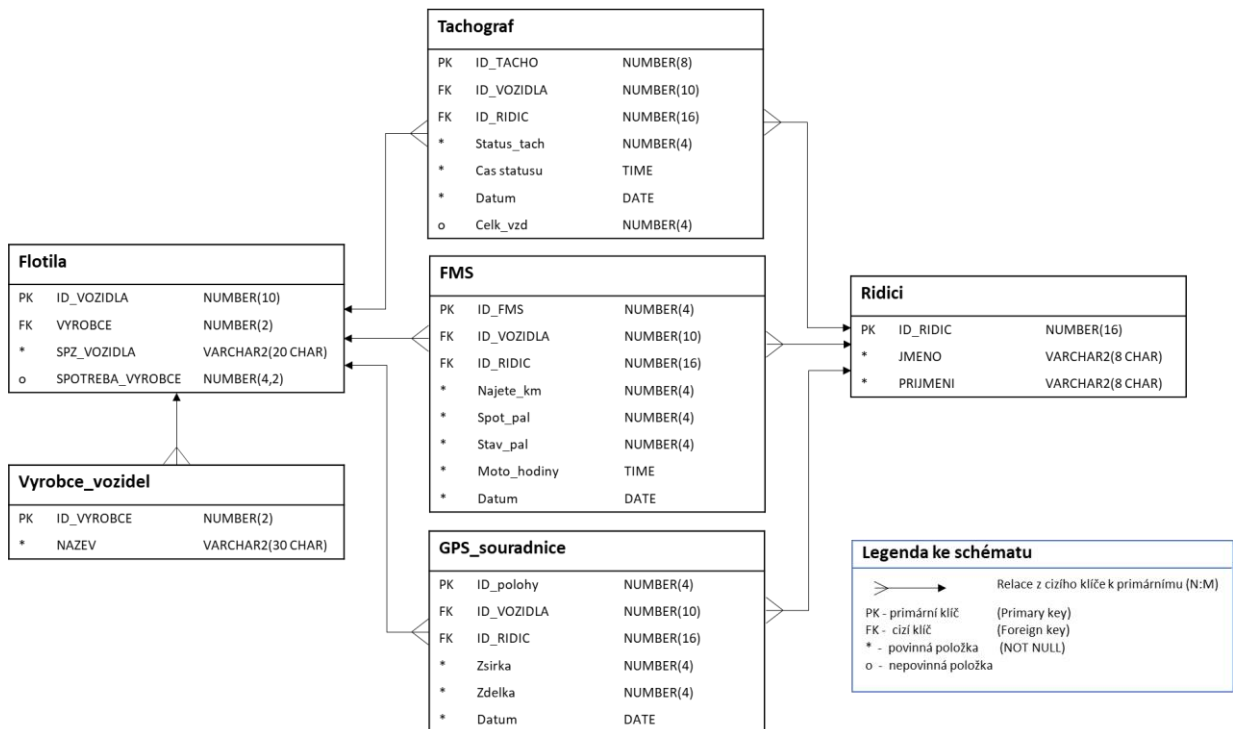 Tachograf
PK ID_TACHO NUMBER(8)
FK ID_VOZIDLA NUMBER(10)
FK ID_RIDIC NUMBER(16)
* Status_tach NUMBER(4)
* Cas statusu TIME
* Datum DATE
o Celk_vzd NUMBER(4)
Flotila
PK ID_VOZIDLA NUMBER(10)
FK VYROBCE NUMBER(2)
* SPZ_VOZIDLA VARCHAR2(20 CHAR)
o SPOTREBA_VYROBCE NUMBER(4,2)
FMS
PK ID_FMS NUMBER(4)
FK ID_VOZIDLA NUMBER(10)
FK ID_RIDIC NUMBER(16)
* Najete_km NUMBER(4)
* Spot_pal NUMBER(4)
* Stav_pal NUMBER(4)
* Moto_hodiny TIME
* Datum DATE
Ridici
PK ID_RIDIC NUMBER(16)
* JMENO VARCHAR2(8 CHAR)
* PRIJMENI VARCHAR2(8 CHAR)
Vyrobce_vozidel
PK ID_VYROBCE NUMBER(2)
* NAZEV VARCHAR2(30 CHAR)
GPS_souradnice
PK ID_polohy NUMBER(4)
FK ID_VOZIDLA NUMBER(10)
FK ID_RIDIC NUMBER(16)
* Zsirka NUMBER(4)
* Zdelka NUMBER(4)
* Datum DATE
Legenda ke schématu
Relace z cizího klíče k primárnímu (N:M)
PK - primární klíč (Primary key)
FK - cizí klíč (Foreign key)
* - povinná položka (NOT NULL)
o - nepovinná položka